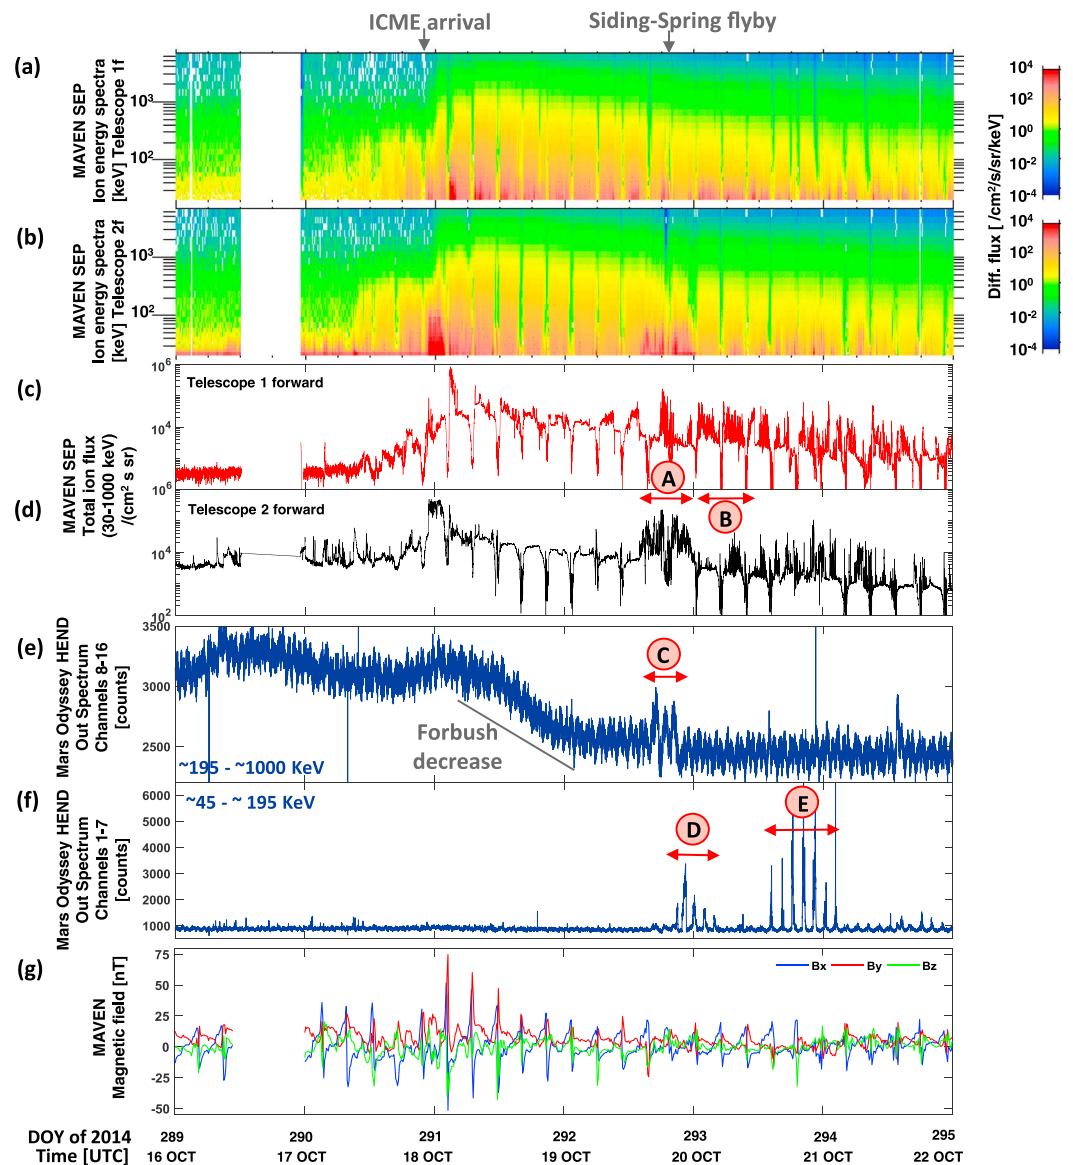 ICME arrival
Siding-Spring flyby
(a)
MAVEN SEP
Ion energy spectra
[keV] Telescope 1f
10³
10²
10⁴
10²
10⁰
10⁻²
10⁻⁴
(b)
MAVEN SEP
Ion energy spectra
[keV] Telescope 2f
10³
10²
10⁴
10²
10⁰
10⁻²
10⁻⁴
Diff. flux [ /cm²/s/sr/keV]
(c)
Telescope 1 forward
10⁶
10⁴
10⁶
MAVEN SEP
Total ion flux
(30-1000 keV)
/(cm² s sr)
A
B
(d)
Telescope 2 forward
10⁴
10²
(e)
Mars Odyssey HEND
Out Spectrum
Channels 8-16
[counts]
3500
3000
2500
C
Forbush
decrease
~195 - ~1000 KeV
(f)
Mars Odyssey HEND
Out Spectrum
Channels 1-7
[counts]
~45 - ~ 195 KeV
6000
5000
4000
3000
2000
1000
D
E
(g)
MAVEN
Magnetic field [nT]
75
50
25
0
-25
-50
Bx By Bz
DOY of 2014 289 290 291 292 293 294 295
Time [UTC] 16 OCT 17 OCT 18 OCT 19 OCT 20 OCT 21 OCT 22 OCT